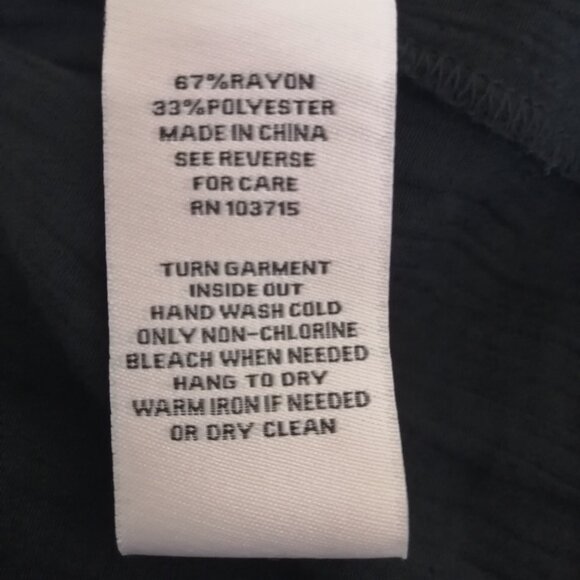 67%RAYON
33%POLYESTER
MADE IN CHINA
SEE REVERSE
FOR CARE
RN 103715
TURN GARMENT
INSIDE OUT
HAND WASH COLD
ONLY NON-CHLORINE
BLEACH WHEN NEEDED
HANG TO DRY
WARM IRON IF NEEDED
OR DRY CLEAN